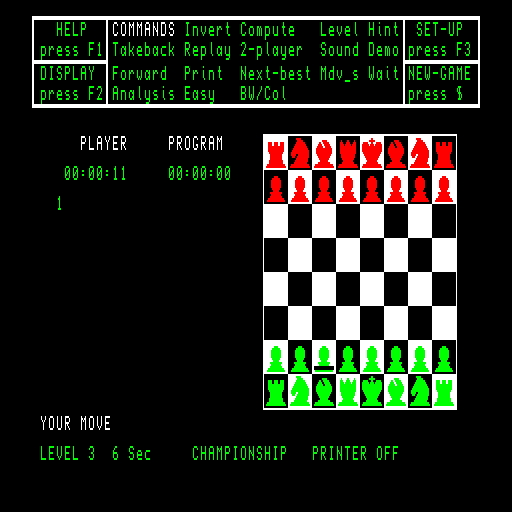 HELP COMMANDS Invert Compute Level Hint SET-UP
press F1 Takeback Replay 2-player Sound Demo press F3
DISPLAY Forward Print Next-best Mdv_s Wait NEW-GAME
press F2 Analysis Easy BW/Col press $
PLAYER PROGRAM
00:00:11 00:00:00
1
YOUR MOVE
LEVEL 3 6 Sec CHAMPIONSHIP PRINTER OFF